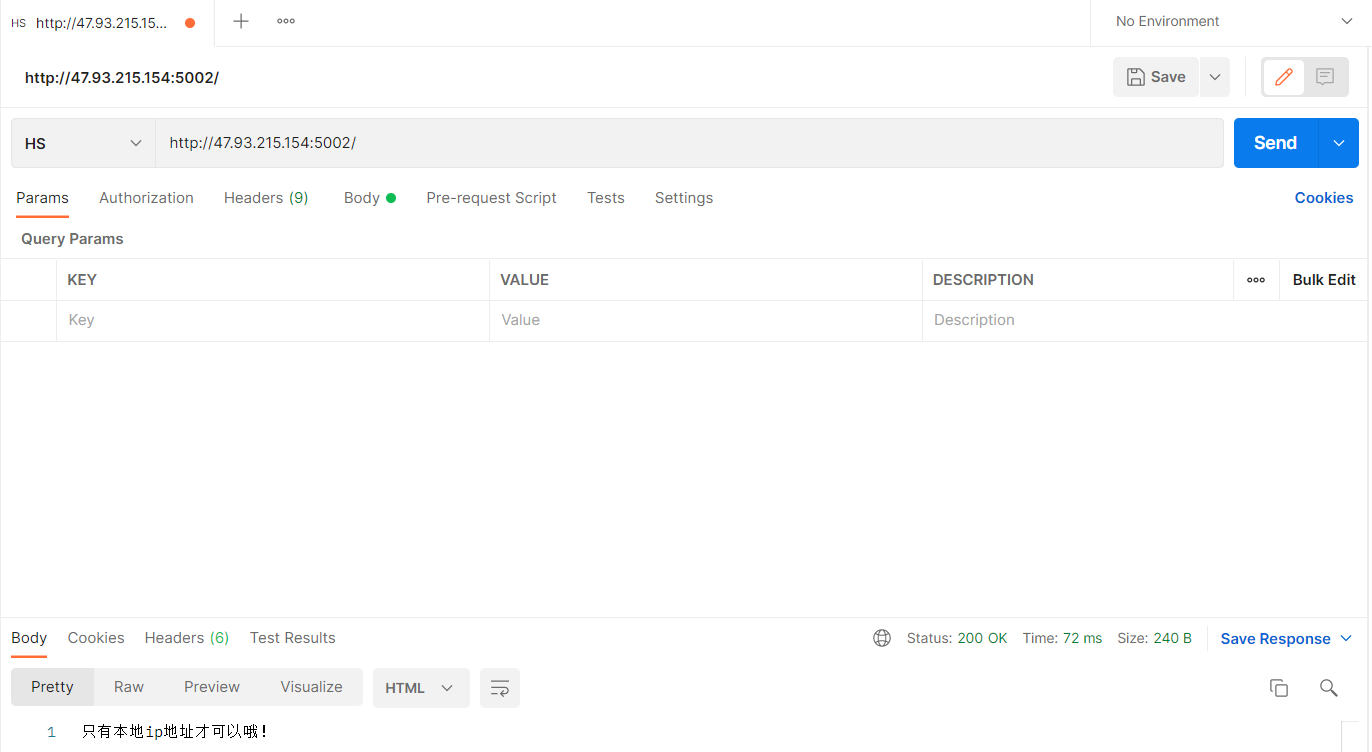 HS http://47.93.215.15... No Environment
http://47.93.215.154:5002/ Save
HS http://47.93.215.154:5002/ Send
Params Authorization Headers (9) Body Pre-request Script Tests Settings Cookies
Query Params
KEY VALUE DESCRIPTION Bulk Edit
Key Value Description
Body Cookies Headers (6) Test Results Status: 200 OK Time: 72 ms Size: 240 B Save Response
Pretty Raw Preview Visualize HTML
1 只有本地ip地址才可以哦!